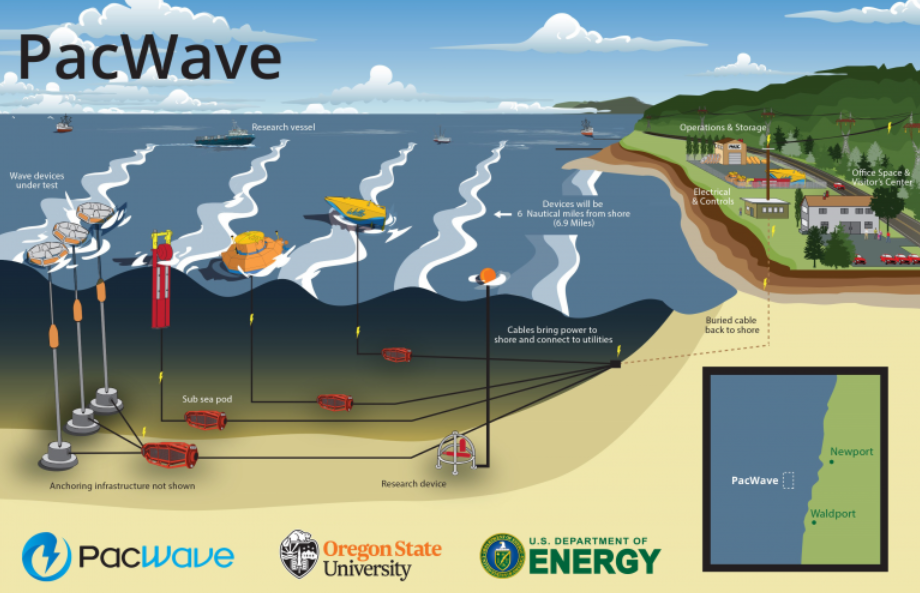 PacWave
Research vessel
Operations & Storage
Wave devices
under test
Office Space &
Visitor's Center
Electrical
& Controls
Devices will be
6 Nautical miles from shore
(6.9 Miles)
Cables bring power to
shore and connect to utilities
Buried cable
back to shore
Sub sea pod
Anchoring infrastructure not shown
Research device
Newport
PacWave
Waldport
PacWave
Oregon State
University
U.S. DEPARTMENT OF
ENERGY